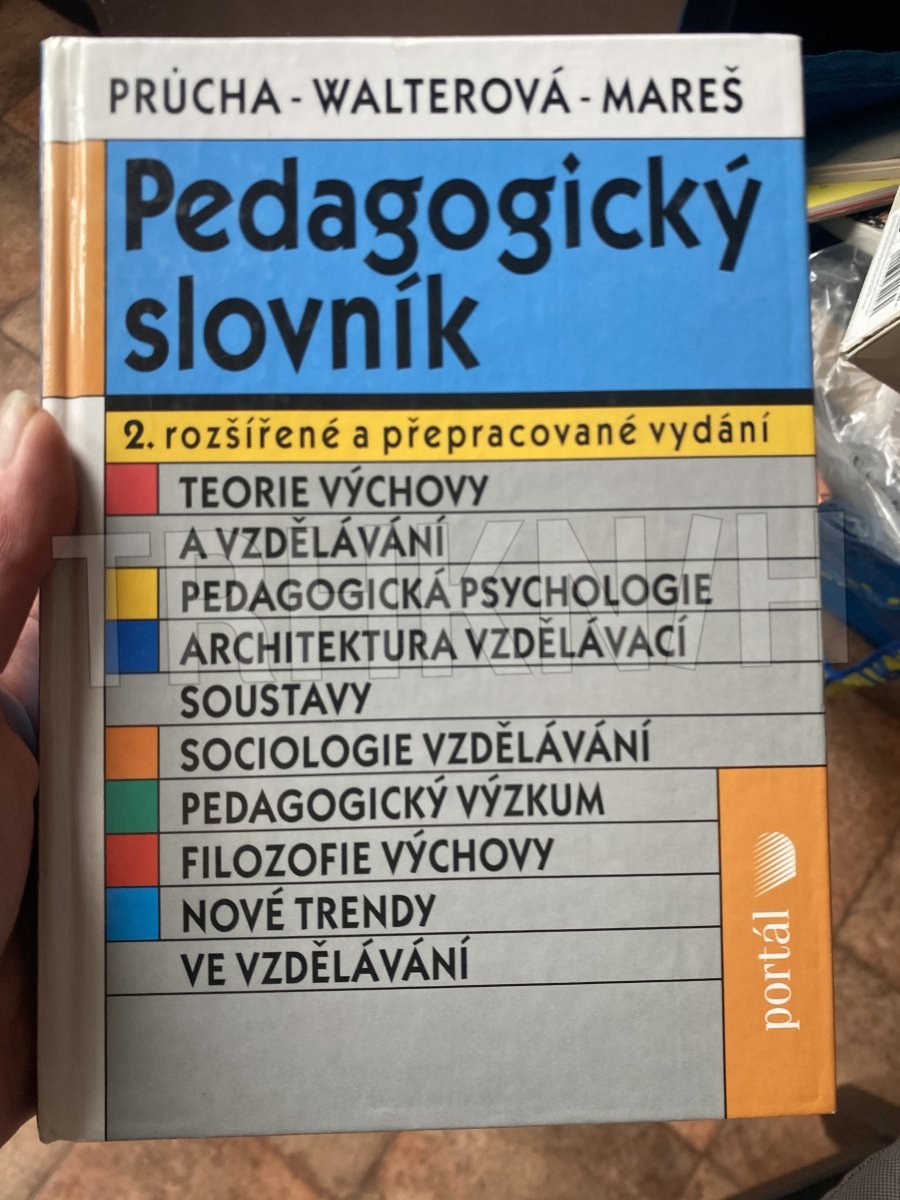 PRŮCHA - WALTEROVÁ - MAREŠ
Pedagogický
slovník
2. rozšířené a přepracované vydání
TEORIE VÝCHOVY
A VZDĚLÁVÁNÍ
PEDAGOGICKÁ PSYCHOLOGIE
ARCHITEKTURA VZDĚLÁVACÍ
SOUSTAVY
SOCIOLOGIE VZDĚLÁVÁNÍ
PEDAGOGICKÝ VÝZKUM
FILOZOFIE VÝCHOVY
NOVÉ TRENDY
VE VZDĚLÁVÁNÍ
portál